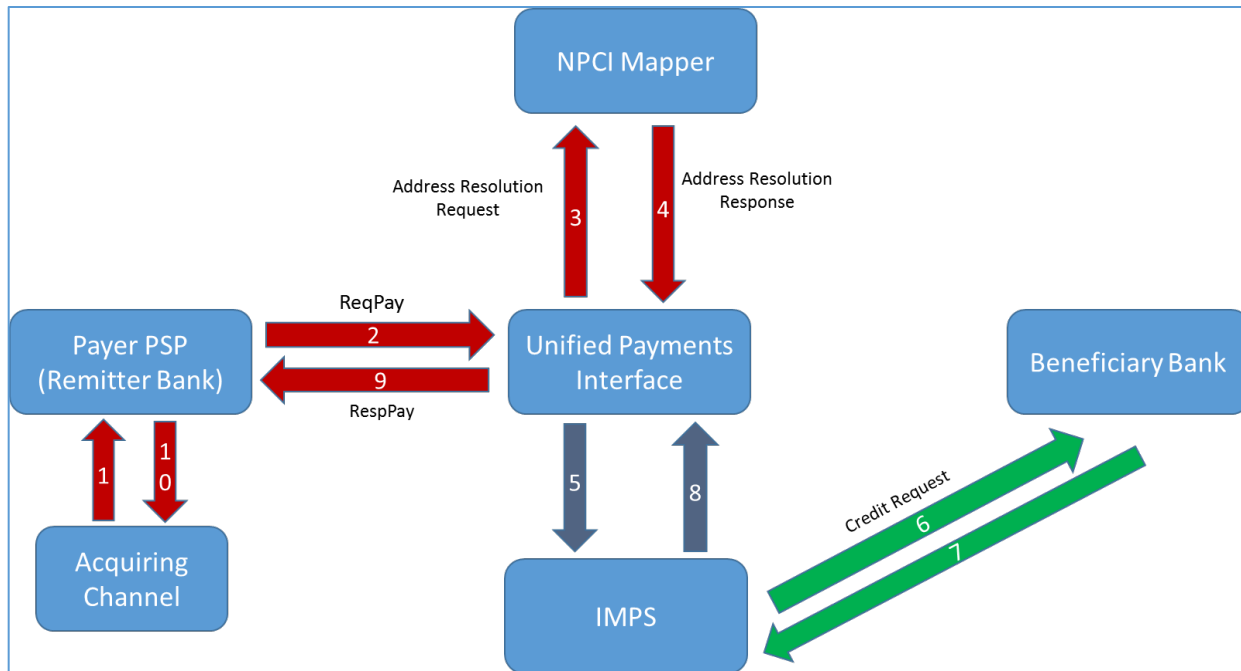 NPCI Mapper
Address Resolution
Request
3
4
Address Resolution
Response
ReqPay
2
9
RespPay
Payer PSP
(Remitter Bank)
Unified Payments
Interface
Beneficiary Bank
1
1
0
5
8
Credit Request
6
7
Acquiring
Channel
IMPS